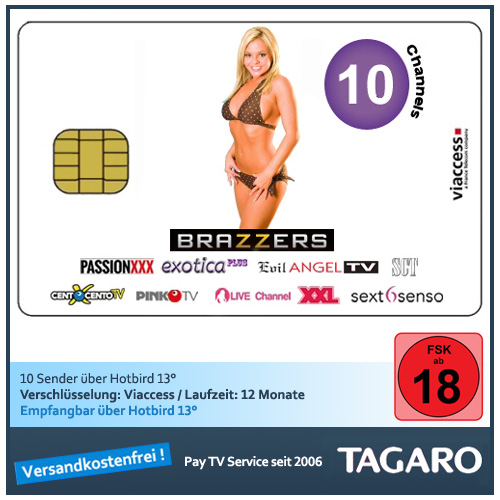 10
channels
viaccess
a France Telecom company
BRAZZERS
PASSIONXXX exotica PLUS Evil ANGEL TV SCT
CENTOXCENTO TV PINKOTV LIVE Channel XXL sext6senso
FSK
ab
18
10 Sender über Hotbird 13°
Verschlüsselung: Viaccess / Laufzeit: 12 Monate
Empfangbar über Hotbird 13°
Versandkostenfrei !
Pay TV Service seit 2006
TAGARO